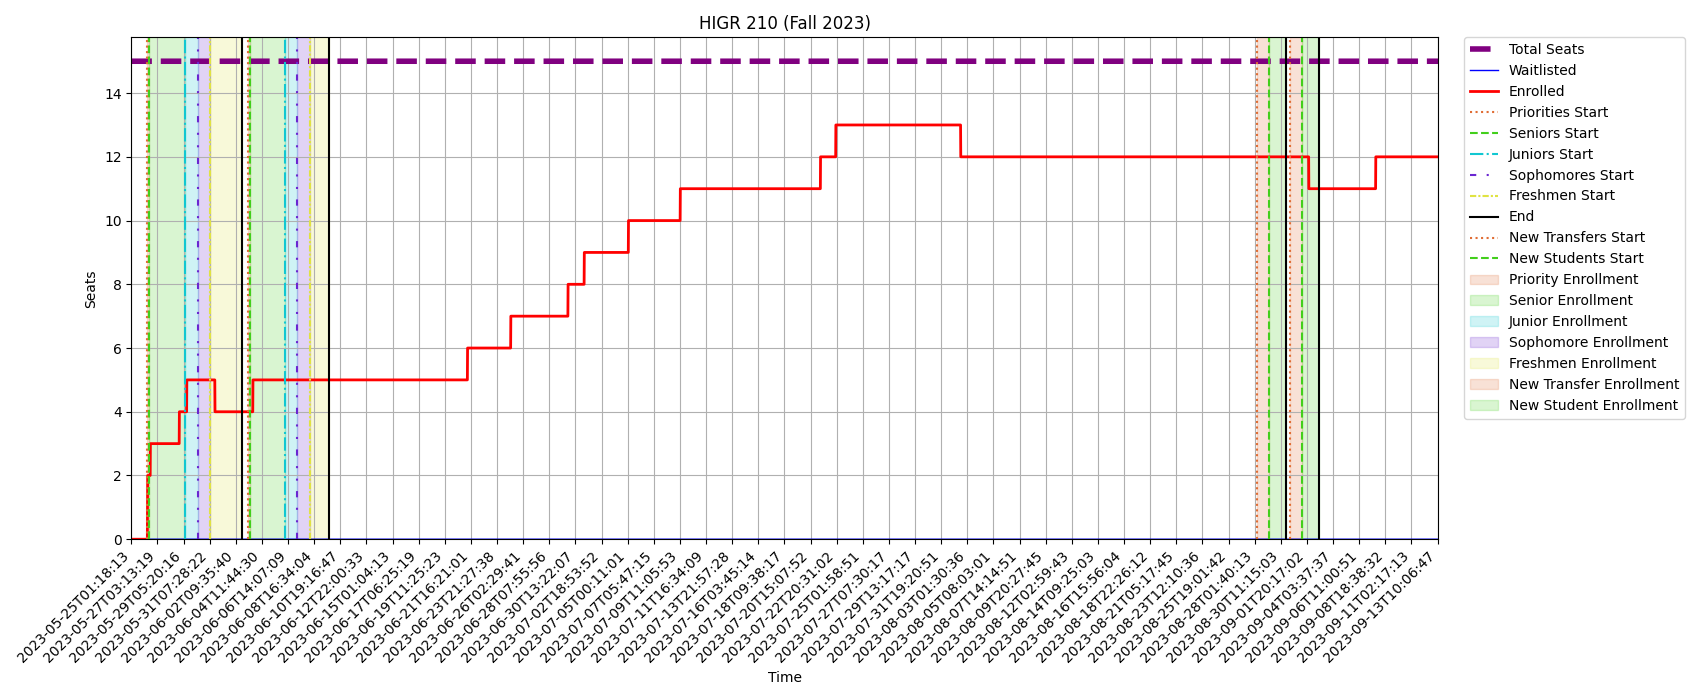 HIGR 210 (Fall 2023)
Seats
14
12
10
8
6
4
2
0
2023-05-25T01:18:13
2023-05-27T03:13:19
2023-05-29T05:20:16
2023-05-31T07:28:22
2023-06-02T09:35:40
2023-06-04T11:44:30
2023-06-06T14:07:09
2023-06-08T16:34:04
2023-06-10T19:16:47
2023-06-12T22:00:33
2023-06-15T01:04:13
2023-06-17T06:25:19
2023-06-19T11:25:23
2023-06-21T16:21:01
2023-06-23T21:27:38
2023-06-26T02:29:41
2023-06-28T07:55:56
2023-06-30T13:22:07
2023-07-02T18:53:52
2023-07-05T00:11:01
2023-07-07T05:47:15
2023-07-09T11:05:53
2023-07-11T16:34:09
2023-07-13T21:57:28
2023-07-16T03:45:14
2023-07-18T09:38:17
2023-07-20T15:07:52
2023-07-22T20:31:02
2023-07-25T01:58:51
2023-07-27T07:30:17
2023-07-29T13:17:17
2023-07-31T19:20:51
2023-08-03T01:30:36
2023-08-05T08:03:01
2023-08-07T14:14:51
2023-08-09T20:27:45
2023-08-12T02:59:43
2023-08-14T09:25:03
2023-08-16T15:56:04
2023-08-18T22:26:12
2023-08-21T05:17:45
2023-08-23T12:10:36
2023-08-25T19:01:42
2023-08-28T01:40:13
2023-08-30T11:15:03
2023-09-01T20:17:02
2023-09-04T03:37:37
2023-09-06T11:00:51
2023-09-08T18:38:32
2023-09-11T02:17:13
2023-09-13T10:06:47
Time
Total Seats
Waitlisted
Enrolled
Priorities Start
Seniors Start
Juniors Start
Sophomores Start
Freshmen Start
End
New Transfers Start
New Students Start
Priority Enrollment
Senior Enrollment
Junior Enrollment
Sophomore Enrollment
Freshmen Enrollment
New Transfer Enrollment
New Student Enrollment